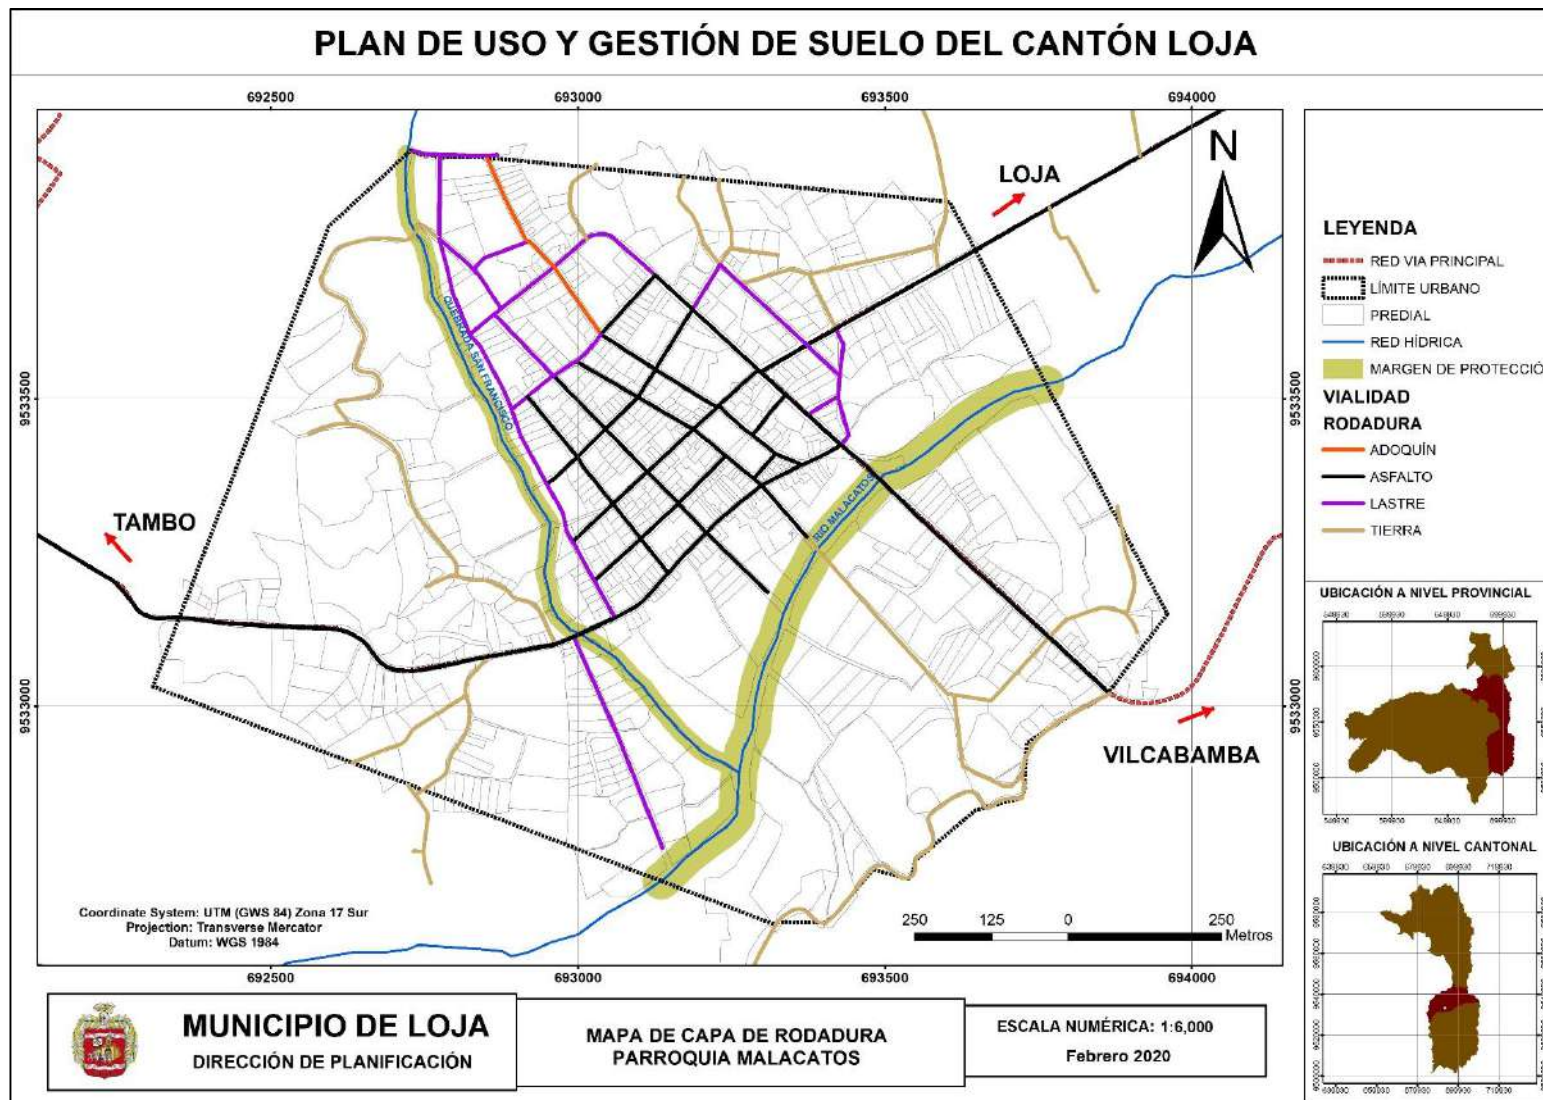 PLAN DE USO Y GESTIÓN DE SUELO DEL CANTÓN LOJA
692500 693000 693500 694000
LOJA
N
QUEBRADA SAN FRANCISCO
9533500
9533500
TAMBO
RIO MALACATOS
9533000
9533000
VILCABAMBA
Coordinate System: UTM (GWS 84) Zona 17 Sur
Projection: Transverse Mercator
Datum: WGS 1984
250 125 0 250
Metros
692500 693000 693500 694000
LEYENDA
RED VIA PRINCIPAL
LÍMITE URBANO
PREDIAL
RED HÍDRICA
MARGEN DE PROTECCIÓ
VIALIDAD
RODADURA
ADOQUÍN
ASFALTO
LASTRE
TIERRA
UBICACIÓN A NIVEL PROVINCIAL
UBICACIÓN A NIVEL CANTONAL
MUNICIPIO DE LOJA
DIRECCIÓN DE PLANIFICACIÓN
MAPA DE CAPA DE RODADURA
PARROQUIA MALACATOS
ESCALA NUMÉRICA: 1:6,000
Febrero 2020